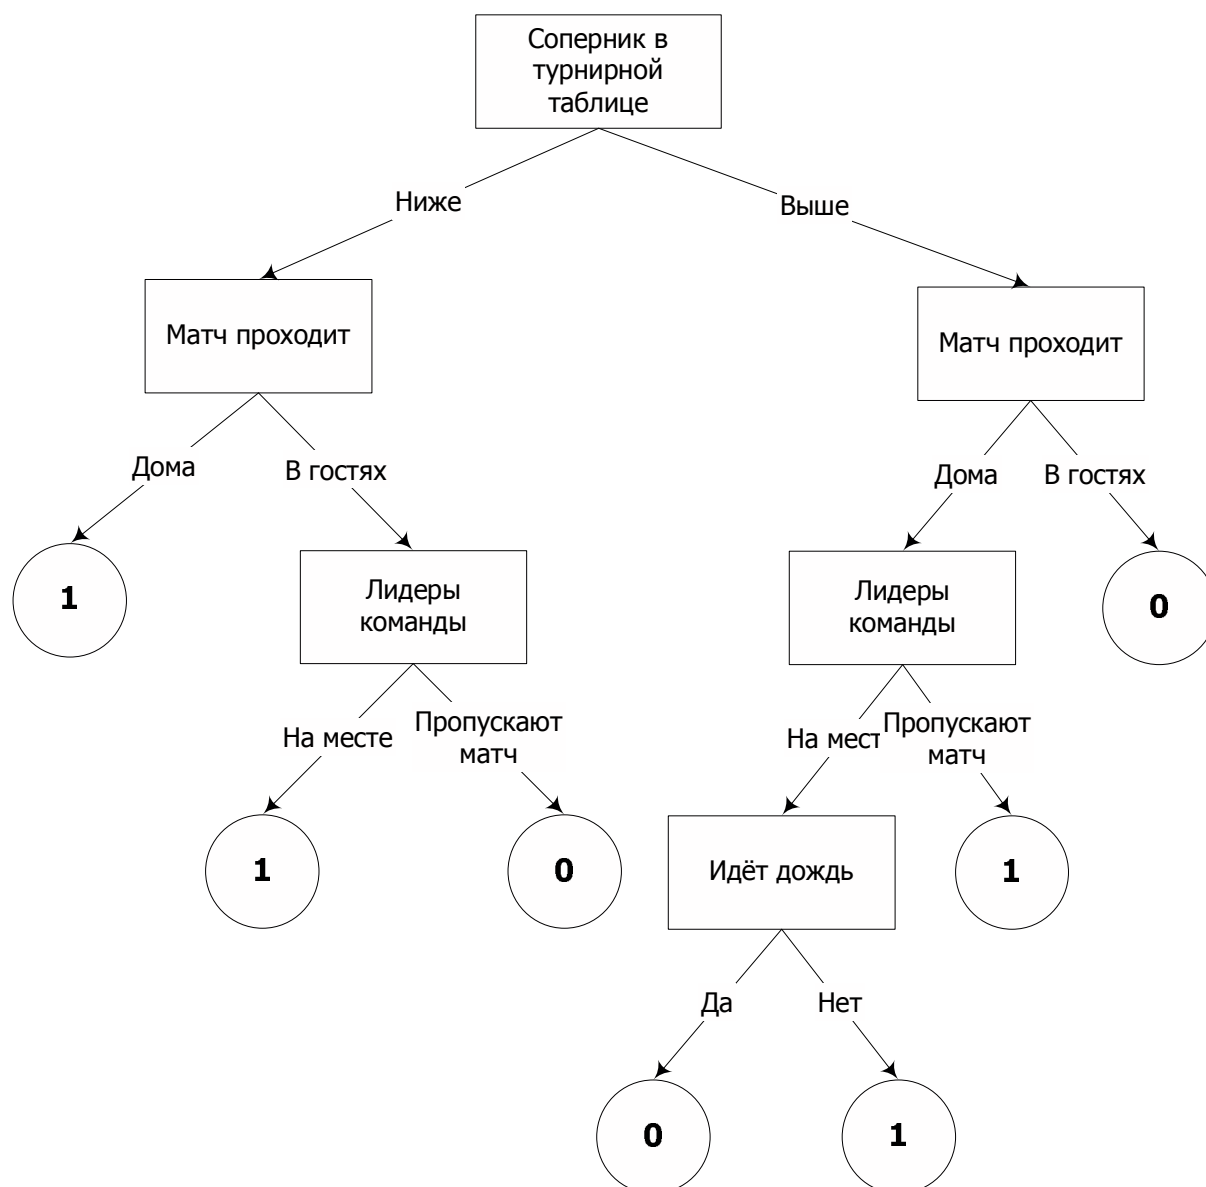 Соперник в
турнирной
таблице
Ниже
Выше
Матч проходит
Матч проходит
Дома
В гостях
Дома
В гостях
1
Лидеры
команды
Лидеры
команды
0
На месте
Пропускают
матч
На мест
Пропускают
матч
1
0
Идёт дождь
1
Да
Нет
0
1